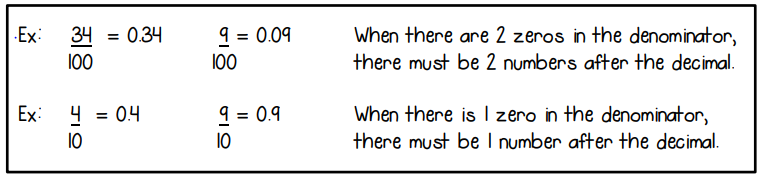 .Ex: 34 = 0.34 9 = 0.09 When there are 2 zeros in the denominator,
100 100 there must be 2 numbers after the decimal.
Ex: 4 = 0.4 9 = 0.9 When there is 1 zero in the denominator,
10 10 there must be 1 number after the decimal.